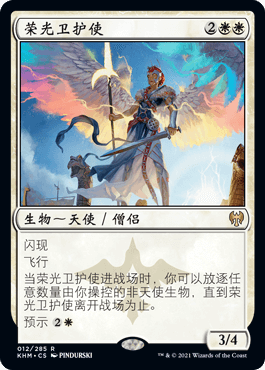 荣光卫护使 2
生物～天使 / 僧侣
闪现
飞行
当荣光卫护使进战场时，你可以放逐任
意数量由你操控的非天使生物，直到荣
光卫护使离开战场为止。
预示 2
3/4
012/285 R
KHM • CS PINDURSKI
™ & © 2021 Wizards of the Coast